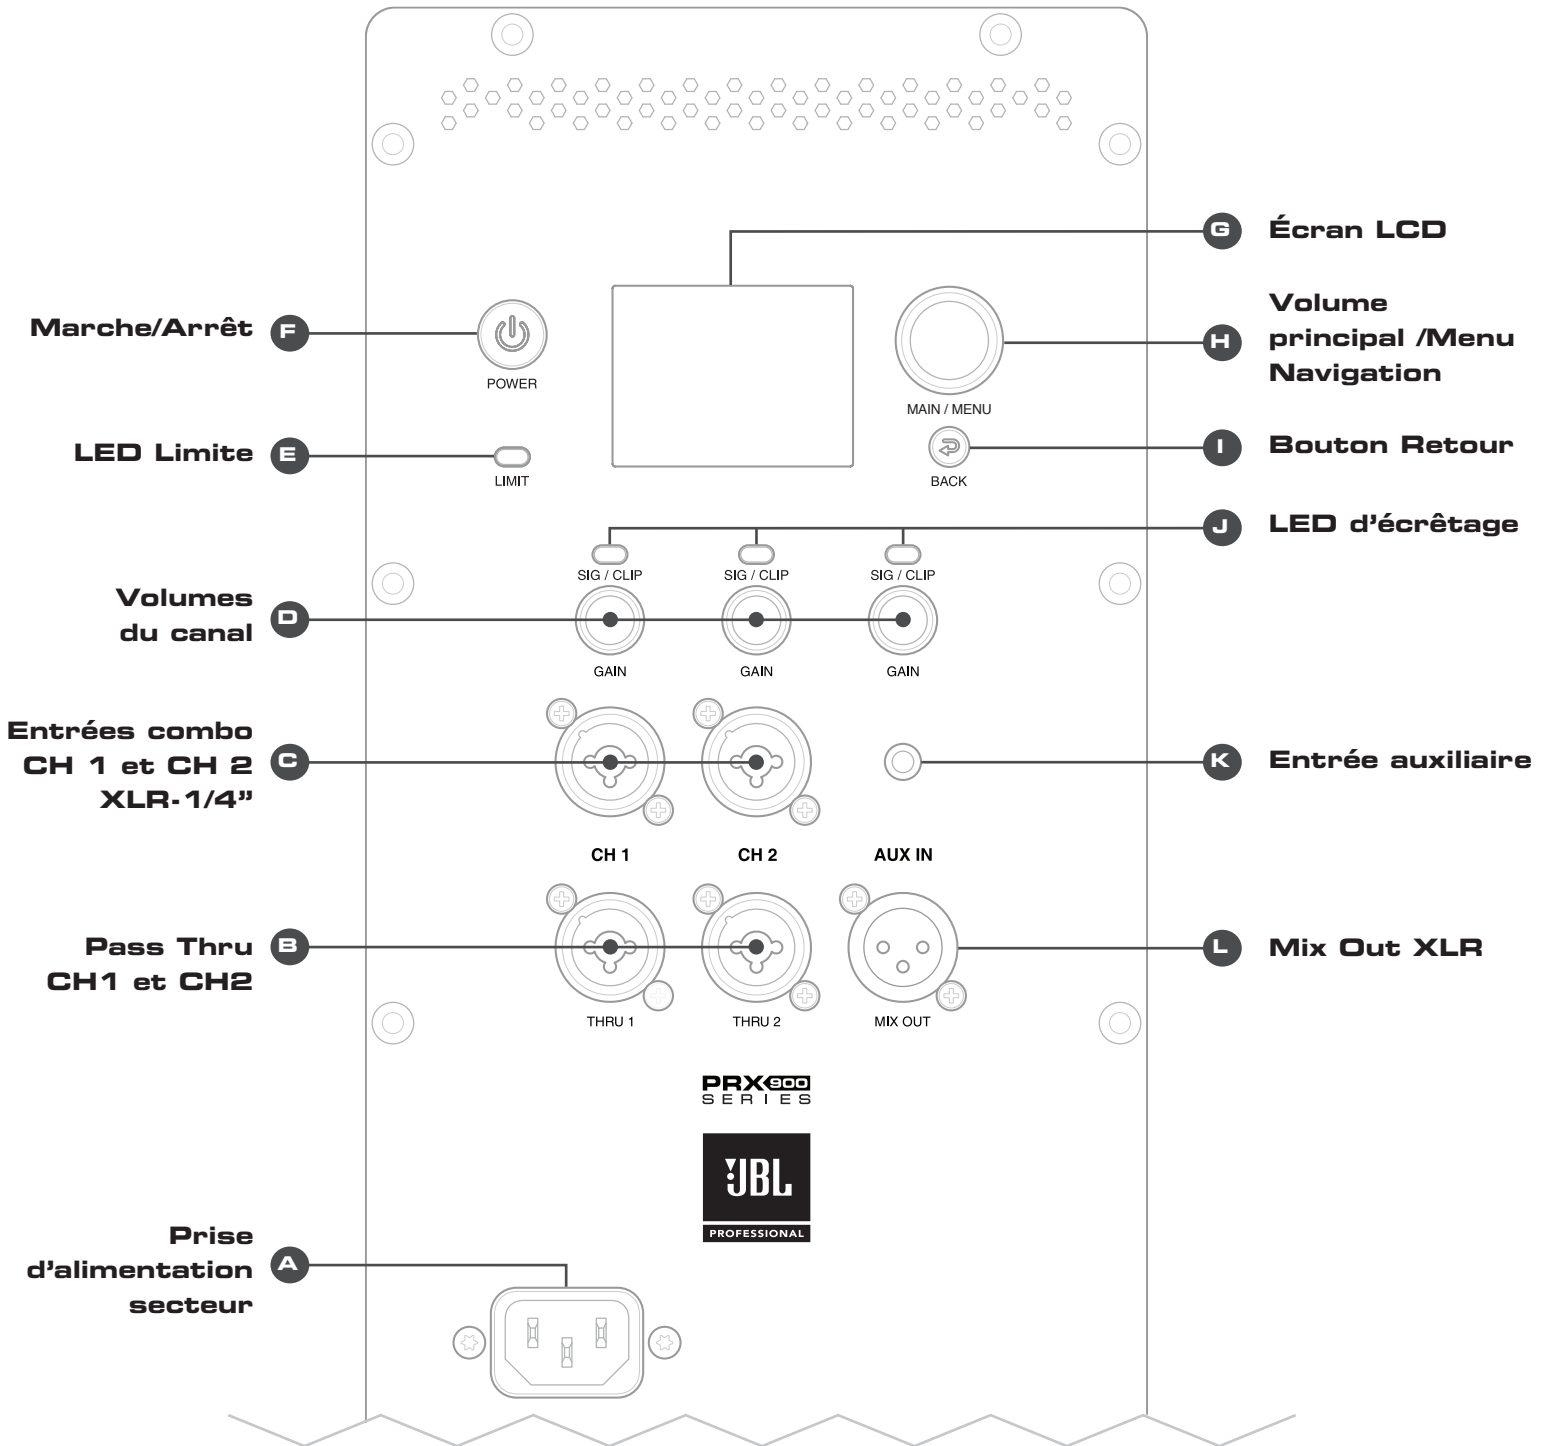 G Écran LCD
Marche/Arrêt F
POWER
Volume
principal /Menu
Navigation
H
MAIN / MENU
LED Limite E
LIMIT
BACK
I Bouton Retour
J LED d’écrêtage
SIG / CLIP SIG / CLIP SIG / CLIP
Volumes
du canal
D
GAIN GAIN GAIN
Entrées combo
CH 1 et CH 2
XLR-1/4”
C
K Entrée auxiliaire
CH 1 CH 2 AUX IN
Pass Thru
CH1 et CH2
B
L Mix Out XLR
THRU 1 THRU 2 MIX OUT
PRX900
SERIES
JBL
PROFESSIONAL
Prise
d’alimentation
secteur
A